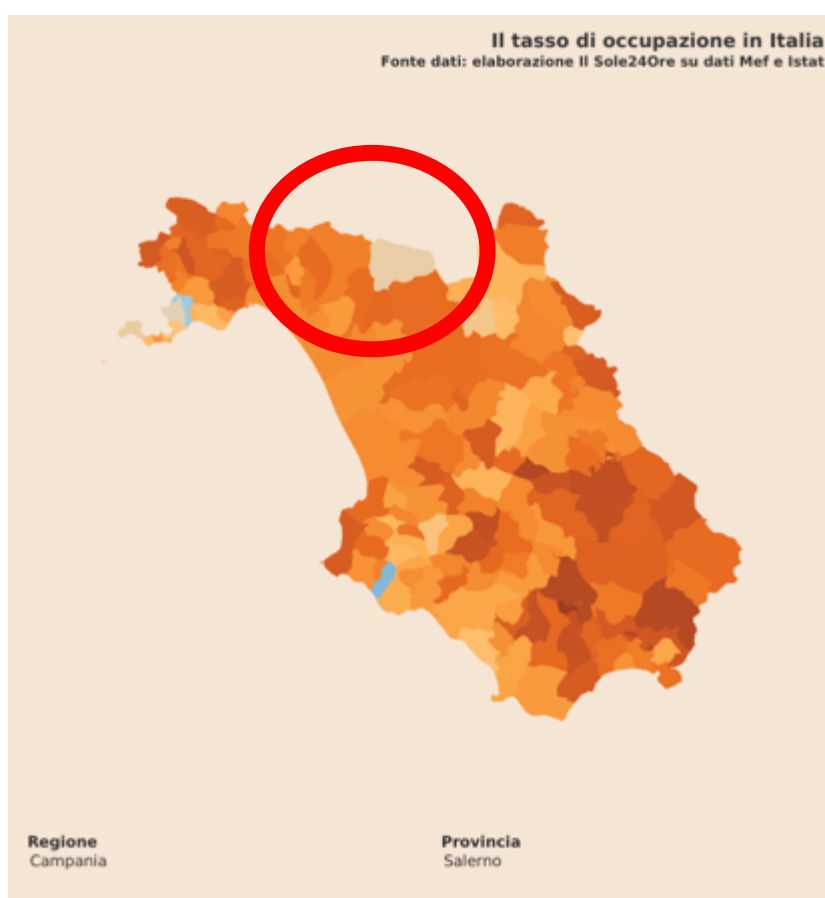 Il tasso di occupazione in Italia
Fonte dati: elaborazione Il Sole24Ore su dati Mef e Istat
Regione
Campania
Provincia
Salerno